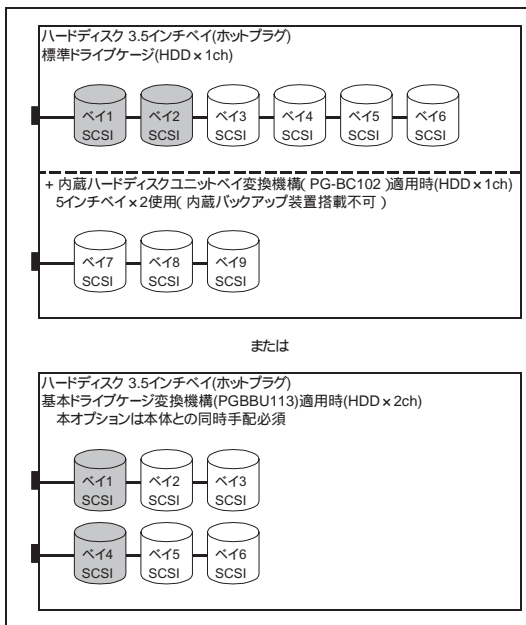 ハードディスク 3.5インチベイ(ホットプラグ)
標準ドライブケージ(HDD×1ch)
ベイ1 ベイ2 ベイ3 ベイ4 ベイ5 ベイ6
SCSI SCSI SCSI SCSI SCSI SCSI
+ 内蔵ハードディスクユニットベイ変換機構( PG-BC102 )適用時(HDD×1ch)
5インチベイ×2使用( 内蔵バックアップ装置搭載不可 )
ベイ7 ベイ8 ベイ9
SCSI SCSI SCSI
または
ハードディスク 3.5インチベイ(ホットプラグ)
基本ドライブケージ変換機構(PGBBU113)適用時(HDD×2ch)
本オプションは本体との同時手配必須
ベイ1 ベイ2 ベイ3
SCSI SCSI SCSI
ベイ4 ベイ5 ベイ6
SCSI SCSI SCSI